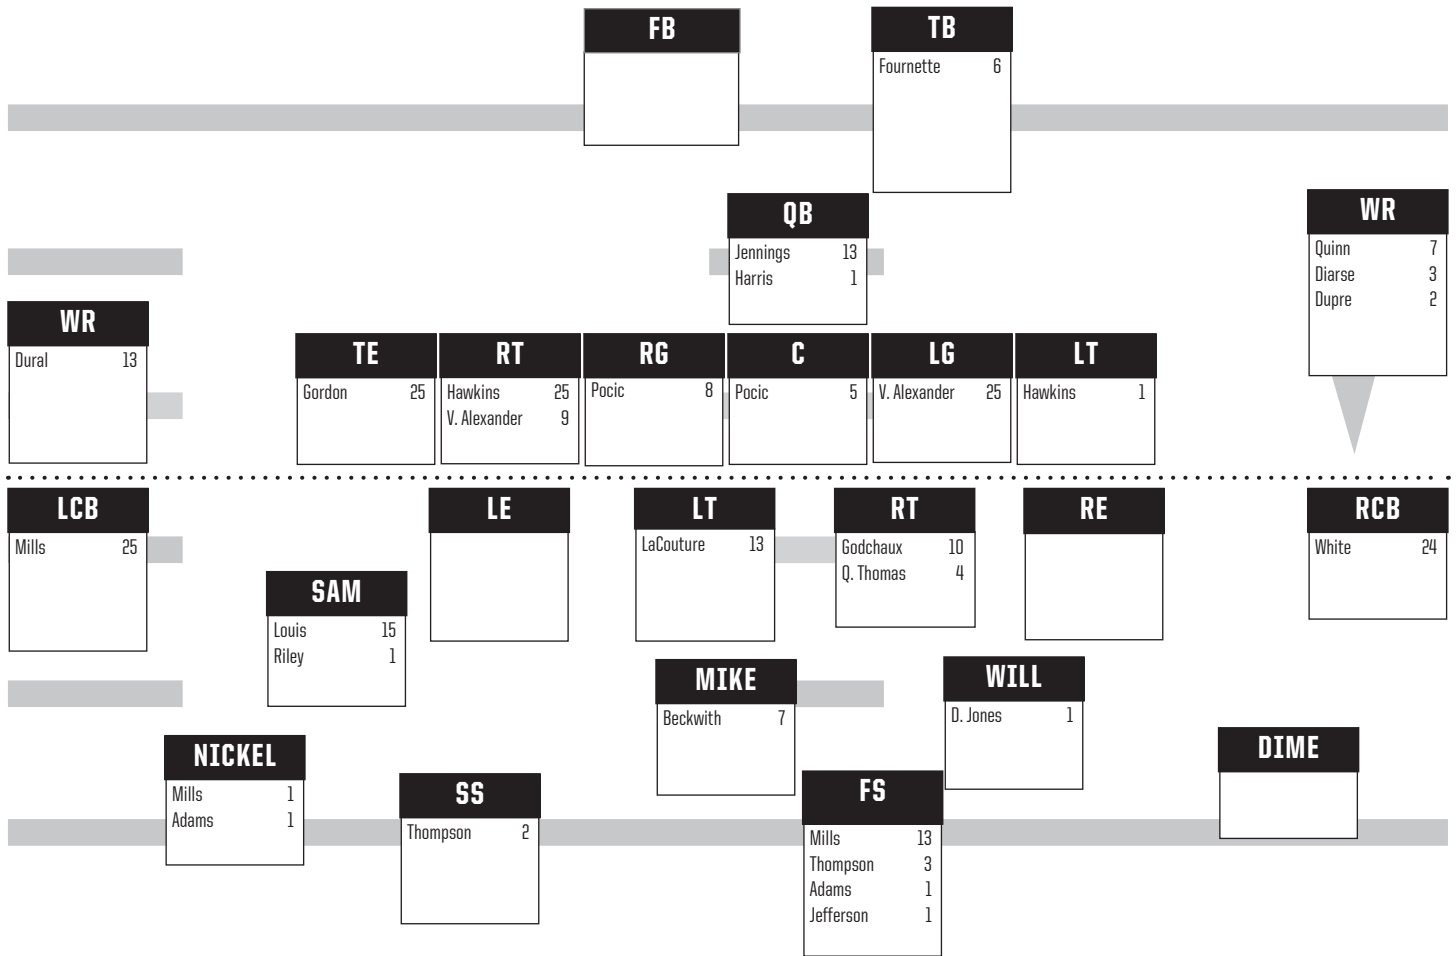 FB
TB
Fournette 6
QB
Jennings 13
Harris 1
WR
Quinn 7
Diarse 3
Dupre 2
WR
Dural 13
TE
Gordon 25
RT
Hawkins 25
V. Alexander 9
RG
Pocic 8
C
Pocic 5
LG
V. Alexander 25
LT
Hawkins 1
LCB
Mills 25
SAM
Louis 15
Riley 1
LE
LT
LaCouture 13
RT
Godchaux 10
Q. Thomas 4
RE
RCB
White 24
MIKE
Beckwith 7
WILL
D. Jones 1
NICKEL
Mills 1
Adams 1
SS
Thompson 2
FS
Mills 13
Thompson 3
Adams 1
Jefferson 1
DIME